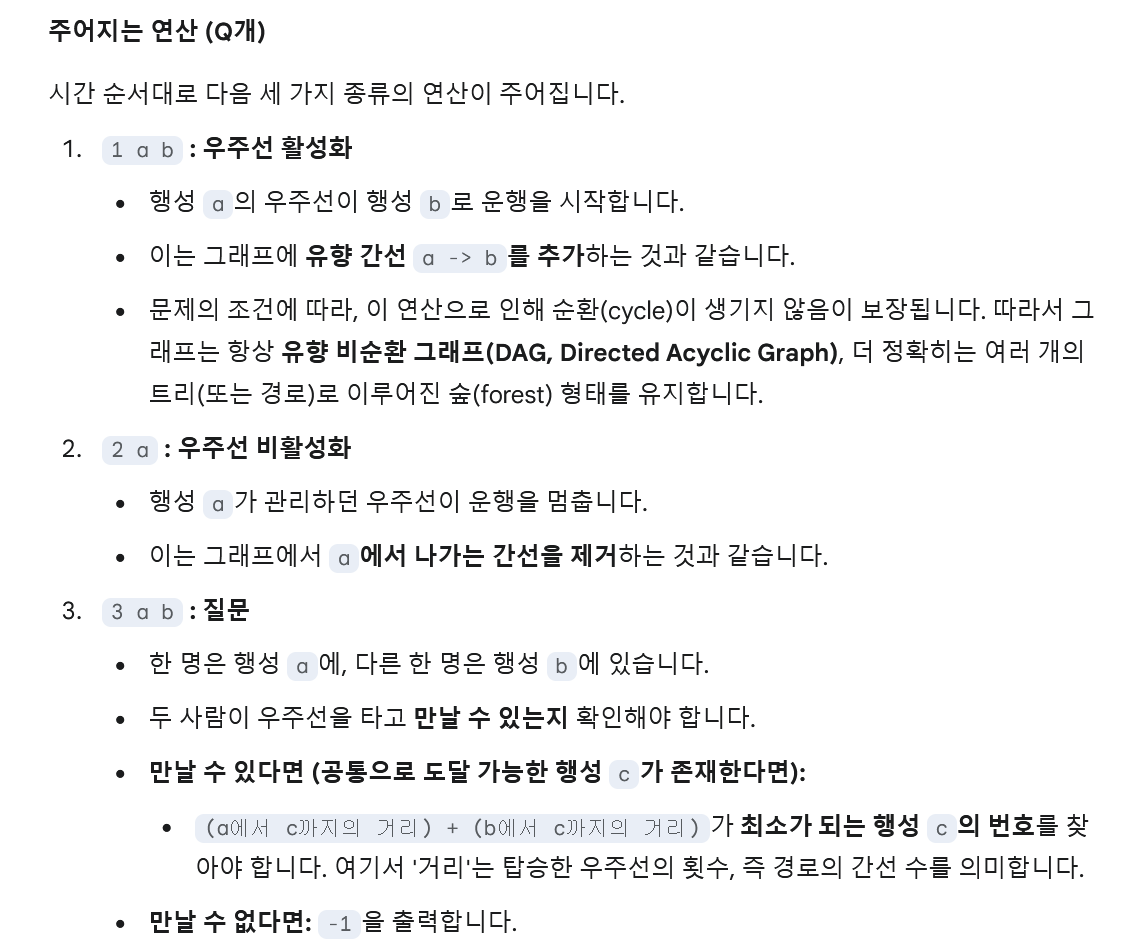 주어지는 연산 (Q개)
시간 순서대로 다음 세 가지 종류의 연산이 주어집니다.
1. 1 a b : 우주선 활성화
• 행성 a 의 우주선이 행성 b 로 운행을 시작합니다.
• 이는 그래프에 유향 간선 a -> b 를 추가하는 것과 같습니다.
• 문제의 조건에 따라, 이 연산으로 인해 순환(cycle)이 생기지 않음이 보장됩니다. 따라서 그
래프는 항상 유향 비순환 그래프(DAG, Directed Acyclic Graph), 더 정확히는 여러 개의
트리(또는 경로)로 이루어진 숲(forest) 형태를 유지합니다.
2. 2 a : 우주선 비활성화
• 행성 a 가 관리하던 우주선이 운행을 멈춥니다.
• 이는 그래프에서 a 에서 나가는 간선을 제거하는 것과 같습니다.
3. 3 a b : 질문
• 한 명은 행성 a 에, 다른 한 명은 행성 b 에 있습니다.
• 두 사람이 우주선을 타고 만날 수 있는지 확인해야 합니다.
• 만날 수 있다면 (공통으로 도달 가능한 행성 c 가 존재한다면):
• (a에서 c까지의 거리) + (b에서 c까지의 거리) 가 최소가 되는 행성 c 의 번호를 찾
아야 합니다. 여기서 '거리'는 탑승한 우주선의 횟수, 즉 경로의 간선 수를 의미합니다.
• 만날 수 없다면: -1 을 출력합니다.